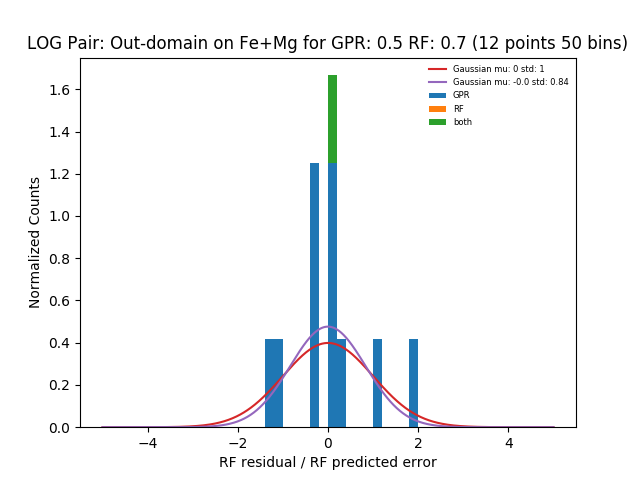 LOG Pair: Out-domain on Fe+Mg for GPR: 0.5 RF: 0.7 (12 points 50 bins)
Gaussian mu: 0 std: 1
Gaussian mu: -0.0 std: 0.84
GPR
RF
both
Normalized Counts
1.6
1.4
1.2
1.0
0.8
0.6
0.4
0.2
0.0
−4 −2 0 2 4
RF residual / RF predicted error